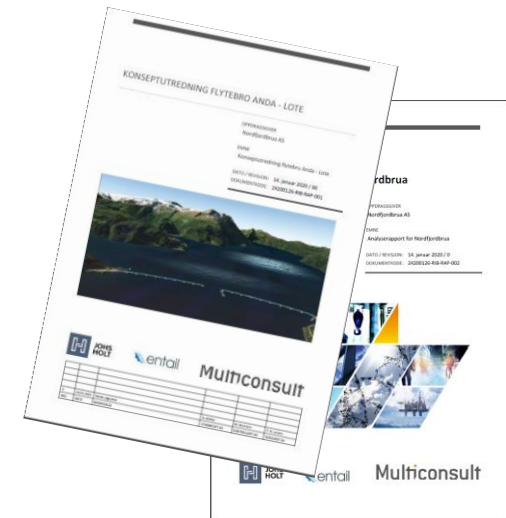 KONSEPTUTREDNING FLYTEBRO ANDA - LOTE
OPPDRAGSGIVER
Nordfjordbrua AS
EMNE
Konseptutredning flytebro Anda - Lote
DATO / REVISJON: 14. januar 2020 / 00
DOKUMENTKODE: 24200126-RIB-RAP-001
JOHS
HOLT
entail
Multiconsult
rdbrua
OPPDRAGSGIVER
Nordfjordbrua AS
EMNE
Analyserapport for Nordfjordbrua
DATO / REVISJON: 14. januar 2020 / 0
DOKUMENTKODE: 24200126-RIB-RAP-002
JOHS
HOLT
entail
Multiconsult